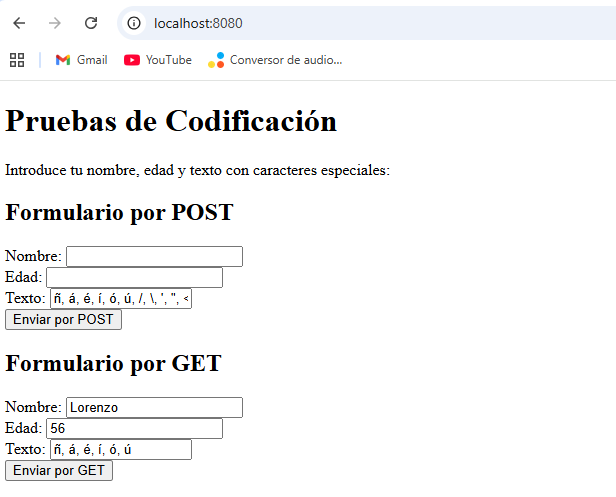 localhost:8080
Gmail YouTube Conversor de audio...
Pruebas de Codificación
Introduce tu nombre, edad y texto con caracteres especiales:
Formulario por POST
Nombre:
Edad:
Texto: ñ, á, é, í, ó, ú, /, \, ', ", <
Enviar por POST
Formulario por GET
Nombre: Lorenzo
Edad: 56
Texto: ñ, á, é, í, ó, ú
Enviar por GET